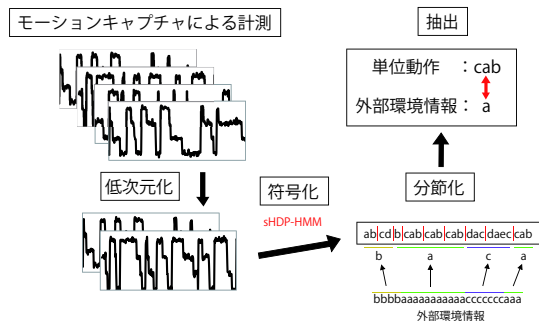 モーションキャプチャによる計測
抽出
単位動作 ：cab
外部環境情報： a
低次元化
符号化
分節化
sHDP-HMM
ab|cd|b|cab|cab|cab|dac|daec|cab
b a c a
bbbbaaaaaaaaaaacccccccaaa
外部環境情報